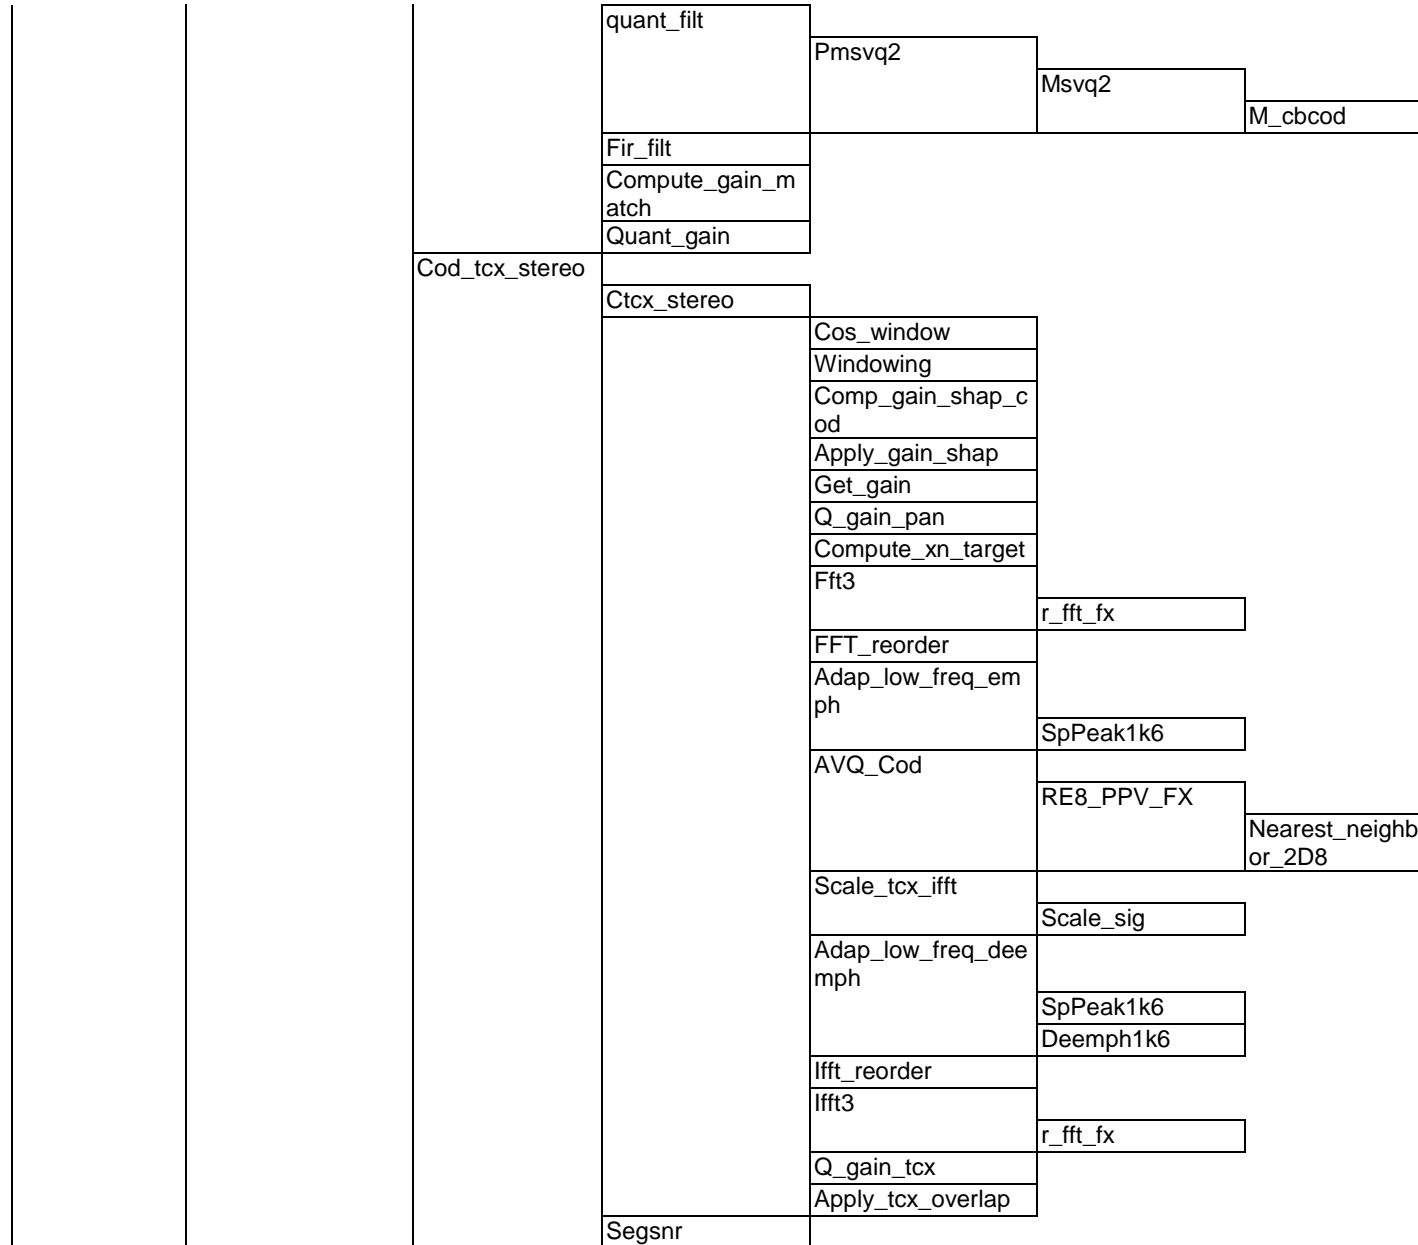 quant_filt
Pmsvq2
Msvq2
M_cbcod
Fir_filt
Compute_gain_m
atch
Quant_gain
Cod_tcx_stereo
Ctcx_stereo
Cos_window
Windowing
Comp_gain_shap_c
od
Apply_gain_shap
Get_gain
Q_gain_pan
Compute_xn_target
Fft3
r_fft_fx
FFT_reorder
Adap_low_freq_em
ph
SpPeak1k6
AVQ_Cod
RE8_PPV_FX
Nearest_neighb
or_2D8
Scale_tcx_ifft
Scale_sig
Adap_low_freq_dee
mph
SpPeak1k6
Deemph1k6
Ifft_reorder
Ifft3
r_fft_fx
Q_gain_tcx
Apply_tcx_overlap
Segsnr